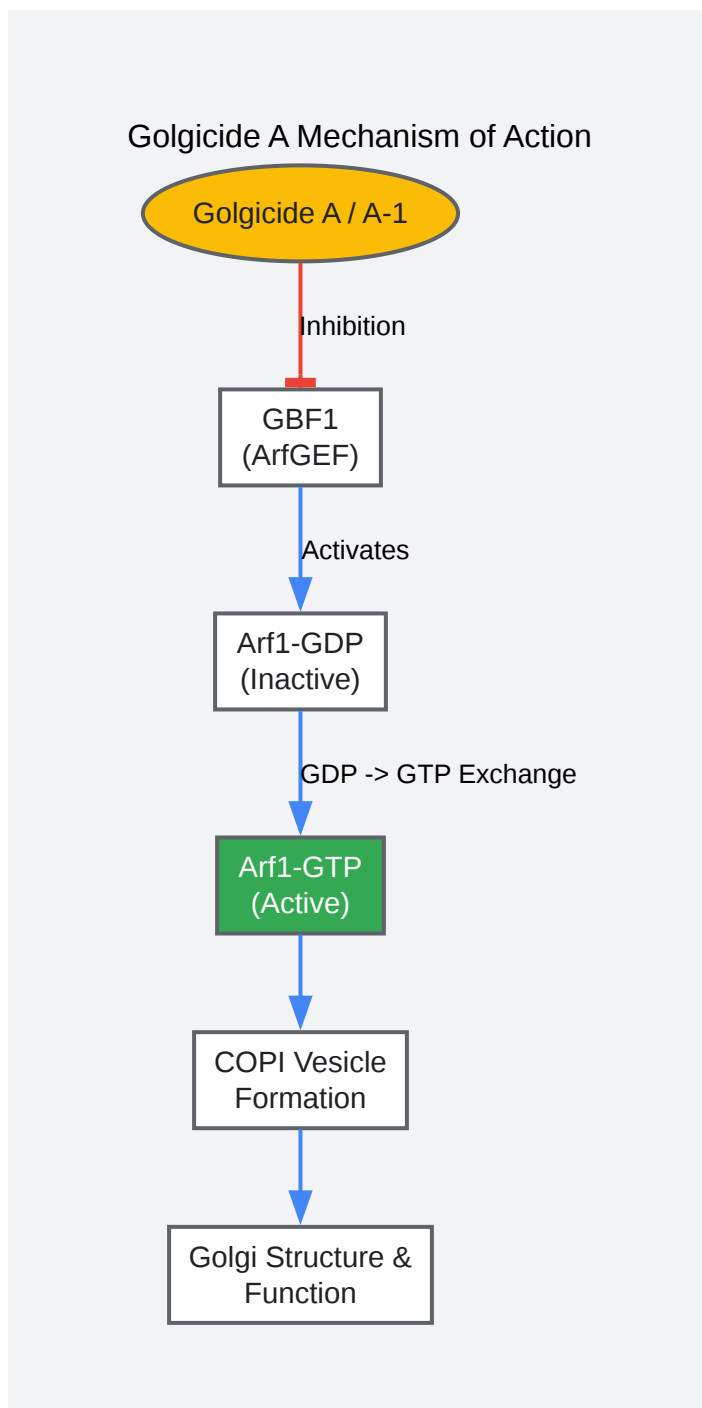 Golgicide A Mechanism of Action
Golgicide A / A-1
Inhibition
GBF1
(ArfGEF)
Activates
Arf1-GDP
(Inactive)
GDP -> GTP Exchange
Arf1-GTP
(Active)
COPI Vesicle
Formation
Golgi Structure &
Function